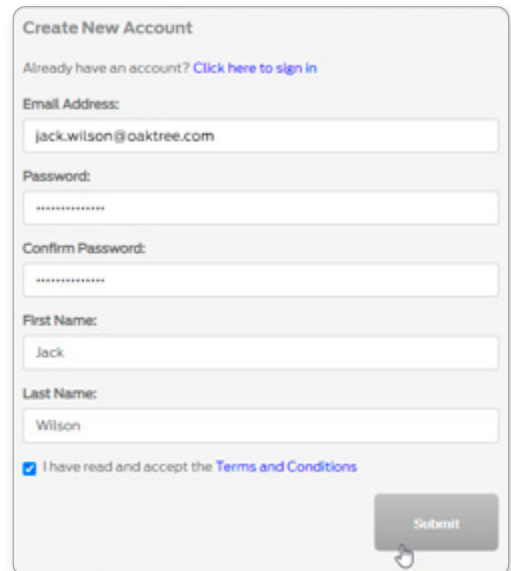 Create New Account
Already have an account? Click here to sign in
Email Address:
jack.wilson@oaktree.com
Password:
••••••••••••••
Confirm Password:
••••••••••••••
First Name:
Jack
Last Name:
Wilson
I have read and accept the Terms and Conditions
Submit